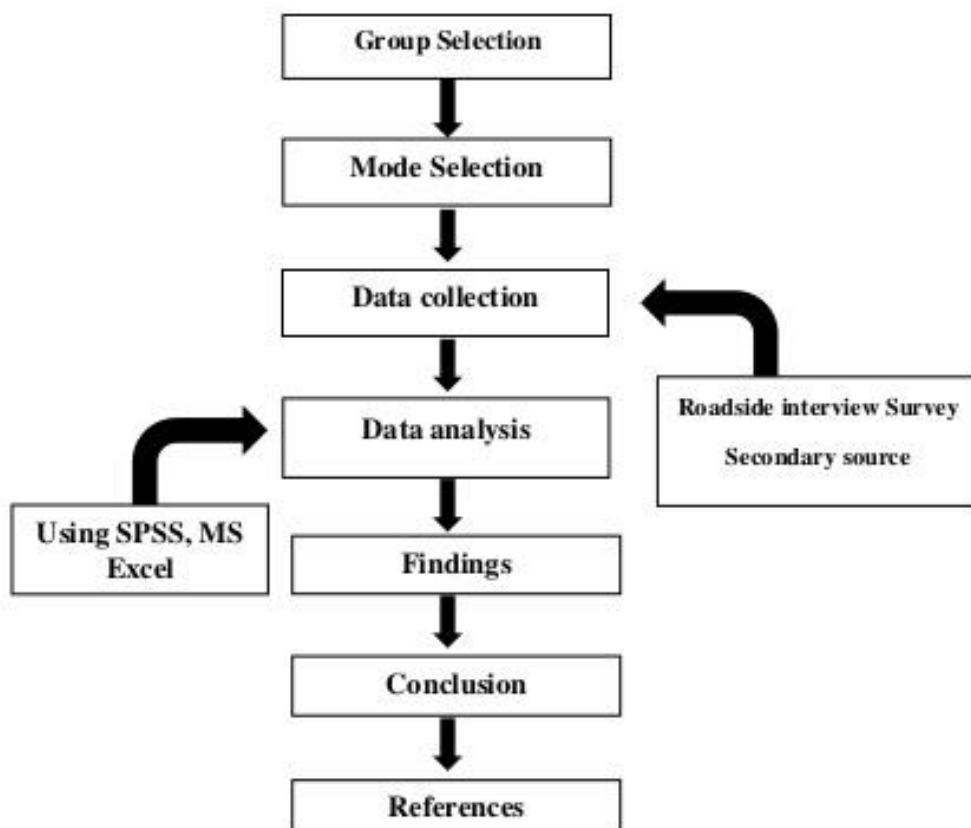 Group Selection
Mode Selection
Data collection
Roadside interview Survey
Secondary source
Data analysis
Using SPSS, MS
Excel
Findings
Conclusion
References